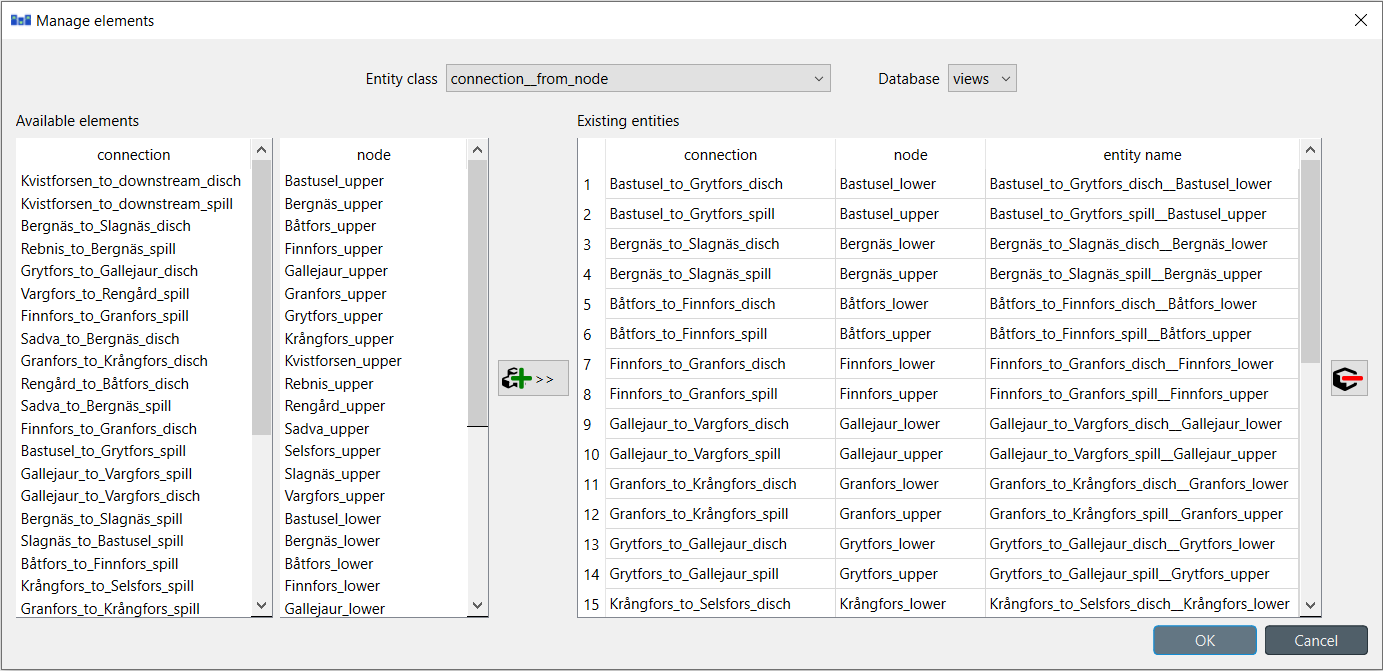 Manage elements
Entity class connection__from_node Database views
Available elements
connection
Kvistforsen_to_downstream_disch
Kvistforsen_to_downstream_spill
Bergnäs_to_Slagnäs_disch
Rebnis_to_Bergnäs_spill
Grytfors_to_Gallejaur_disch
Vargfors_to_Rengård_spill
Finnfors_to_Granfors_spill
Sadva_to_Bergnäs_disch
Granfors_to_Krångfors_disch
Rengård_to_Båtfors_disch
Sadva_to_Bergnäs_spill
Finnfors_to_Granfors_disch
Bastusel_to_Grytfors_spill
Gallejaur_to_Vargfors_spill
Gallejaur_to_Vargfors_disch
Bergnäs_to_Slagnäs_spill
Slagnäs_to_Bastusel_spill
Båtfors_to_Finnfors_spill
Krångfors_to_Selsfors_spill
Granfors_to_Krångfors_spill
node
Bastusel_upper
Bergnäs_upper
Båtfors_upper
Finnfors_upper
Gallejaur_upper
Granfors_upper
Grytfors_upper
Krångfors_upper
Kvistforsen_upper
Rebnis_upper
Rengård_upper
Sadva_upper
Selsfors_upper
Slagnäs_upper
Vargfors_upper
Bastusel_lower
Bergnäs_lower
Båtfors_lower
Finnfors_lower
Gallejaur_lower
>>
Existing entities
connection node entity name
1 Bastusel_to_Grytfors_disch Bastusel_lower Bastusel_to_Grytfors_disch__Bastusel_lower
2 Bastusel_to_Grytfors_spill Bastusel_upper Bastusel_to_Grytfors_spill__Bastusel_upper
3 Bergnäs_to_Slagnäs_disch Bergnäs_lower Bergnäs_to_Slagnäs_disch__Bergnäs_lower
4 Bergnäs_to_Slagnäs_spill Bergnäs_upper Bergnäs_to_Slagnäs_spill__Bergnäs_upper
5 Båtfors_to_Finnfors_disch Båtfors_lower Båtfors_to_Finnfors_disch__Båtfors_lower
6 Båtfors_to_Finnfors_spill Båtfors_upper Båtfors_to_Finnfors_spill__Båtfors_upper
7 Finnfors_to_Granfors_disch Finnfors_lower Finnfors_to_Granfors_disch__Finnfors_lower
8 Finnfors_to_Granfors_spill Finnfors_upper Finnfors_to_Granfors_spill__Finnfors_upper
9 Gallejaur_to_Vargfors_disch Gallejaur_lower Gallejaur_to_Vargfors_disch__Gallejaur_lower
10 Gallejaur_to_Vargfors_spill Gallejaur_upper Gallejaur_to_Vargfors_spill__Gallejaur_upper
11 Granfors_to_Krångfors_disch Granfors_lower Granfors_to_Krångfors_disch__Granfors_lower
12 Granfors_to_Krångfors_spill Granfors_upper Granfors_to_Krångfors_spill__Granfors_upper
13 Grytfors_to_Gallejaur_disch Grytfors_lower Grytfors_to_Gallejaur_disch__Grytfors_lower
14 Grytfors_to_Gallejaur_spill Grytfors_upper Grytfors_to_Gallejaur_spill__Grytfors_upper
15 Krångfors_to_Selsfors_disch Krångfors_lower Krångfors_to_Selsfors_disch__Krångfors_lower
OK Cancel